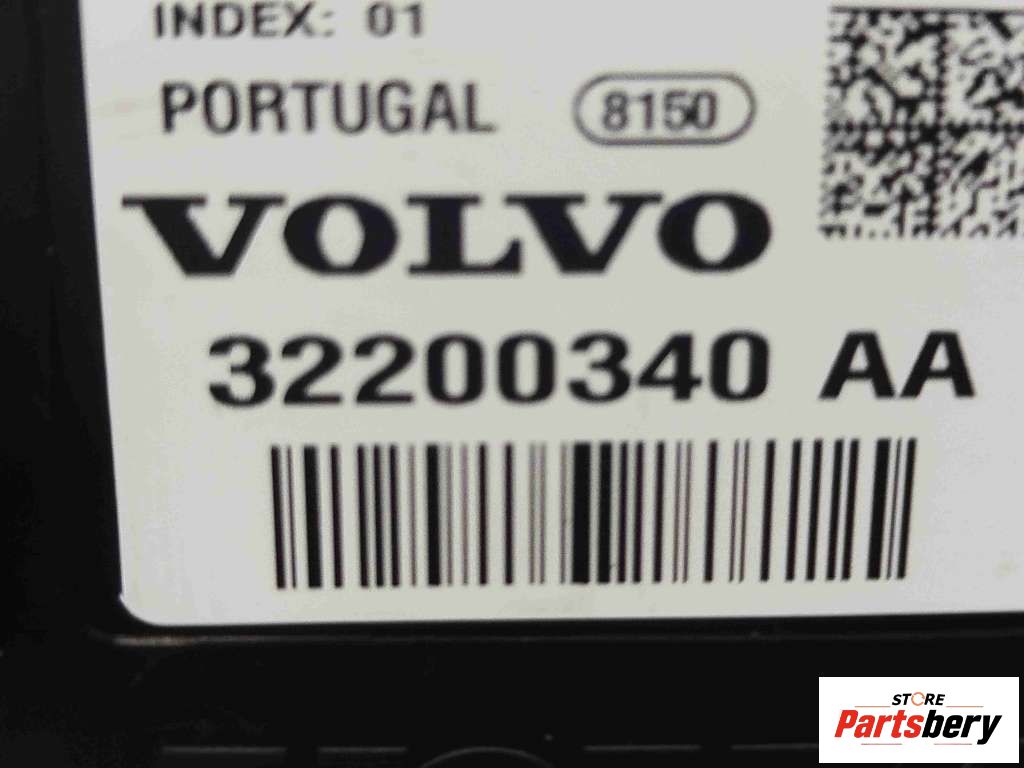 INDEX: 01
PORTUGAL 8150
VOLVO
32200340 AA
STORE
Partsbery